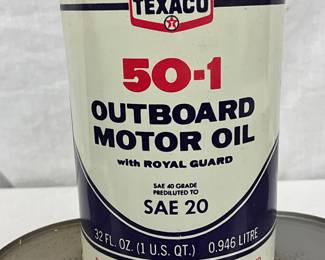 TEXACO
50-1
OUTBOARD
MOTOR OIL
with ROYAL GUARD
SAE 40 GRADE
PREDILUTED TO
SAE 20
32 FL. OZ. (1 U.S. QT.) 0.946 LITRE